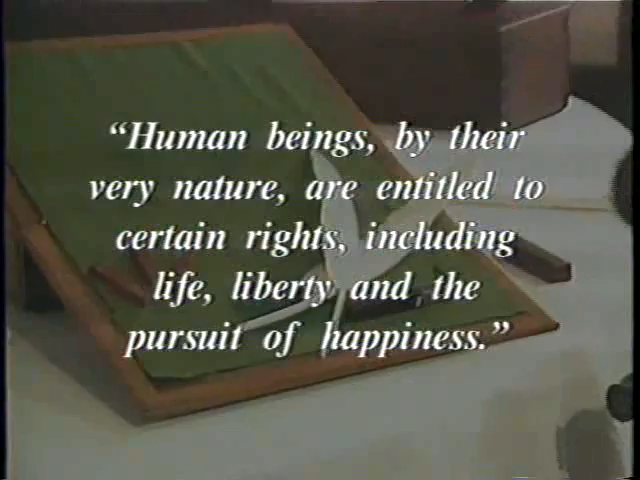 “Human beings, by their
very nature, are entitled to
certain rights, including
life, liberty and the
pursuit of happiness.”